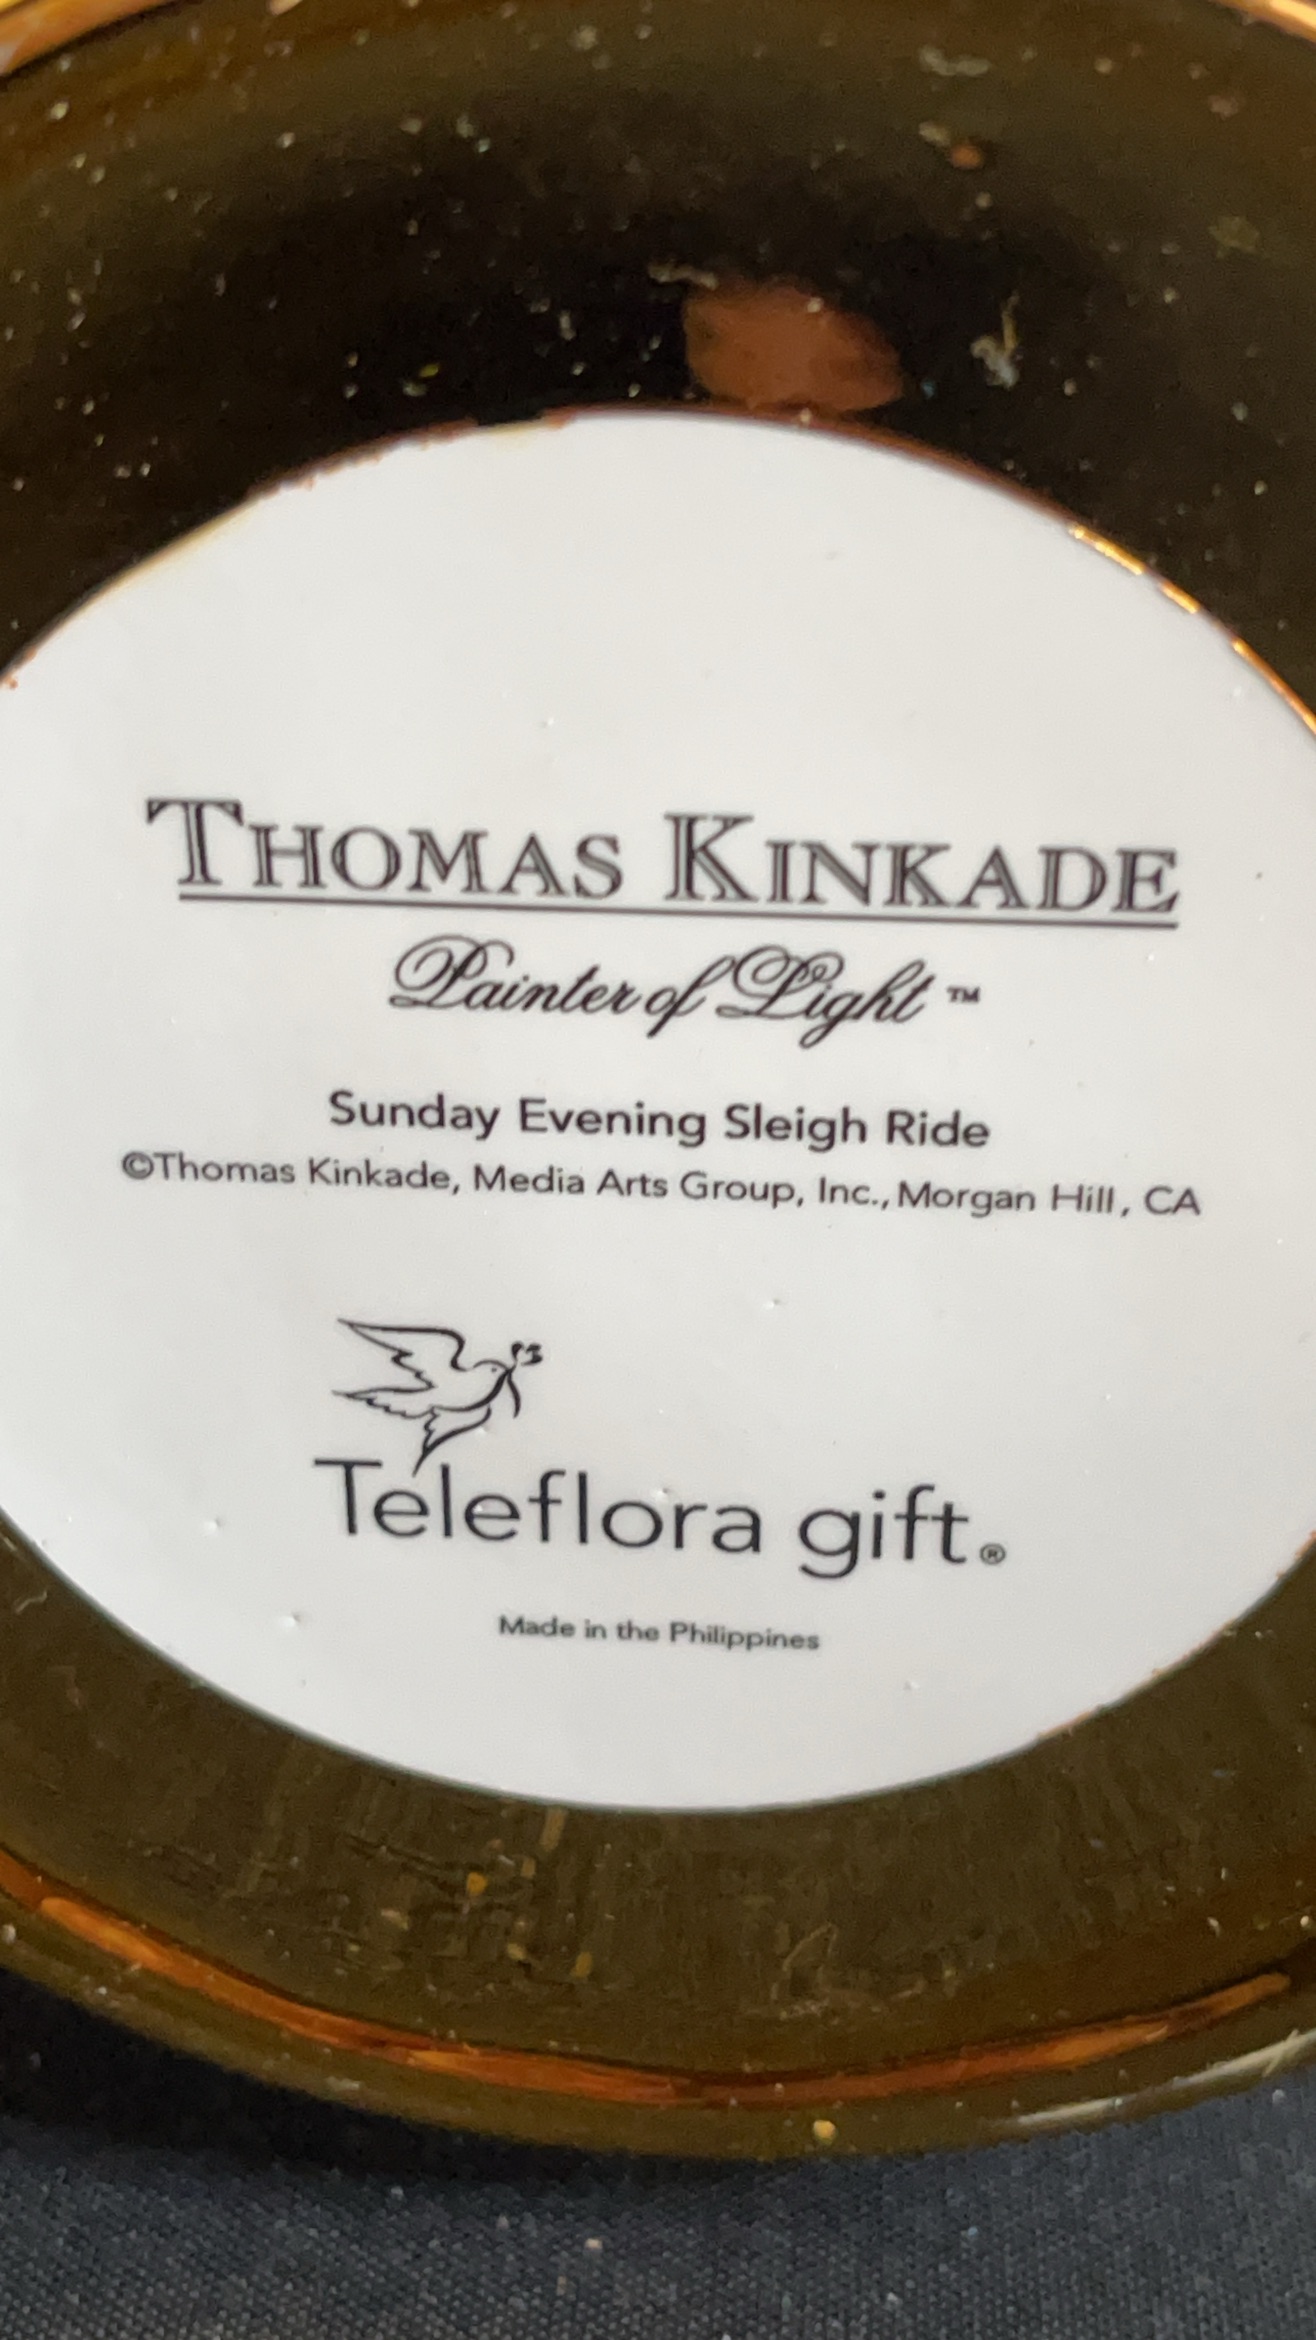 THOMAS KINKADE
Painter of Light ™
Sunday Evening Sleigh Ride
©Thomas Kinkade, Media Arts Group, Inc., Morgan Hill, CA
Teleflora gift.®
Made in the Philippines